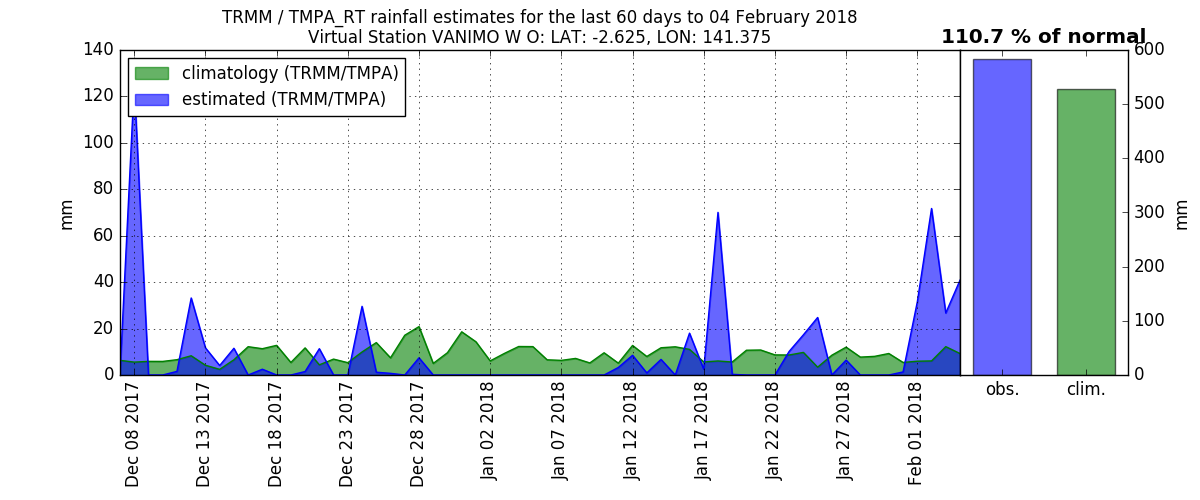 TRMM / TMPA_RT rainfall estimates for the last 60 days to 04 February 2018
Virtual Station VANIMO W O: LAT: -2.625, LON: 141.375
110.7 % of normal
climatology (TRMM/TMPA)
estimated (TRMM/TMPA)
140
120
100
80
60
40
20
0
mm
Dec 08 2017
Dec 13 2017
Dec 18 2017
Dec 23 2017
Dec 28 2017
Jan 02 2018
Jan 07 2018
Jan 12 2018
Jan 17 2018
Jan 22 2018
Jan 27 2018
Feb 01 2018
obs.
clim.
600
500
400
300
200
100
0
mm